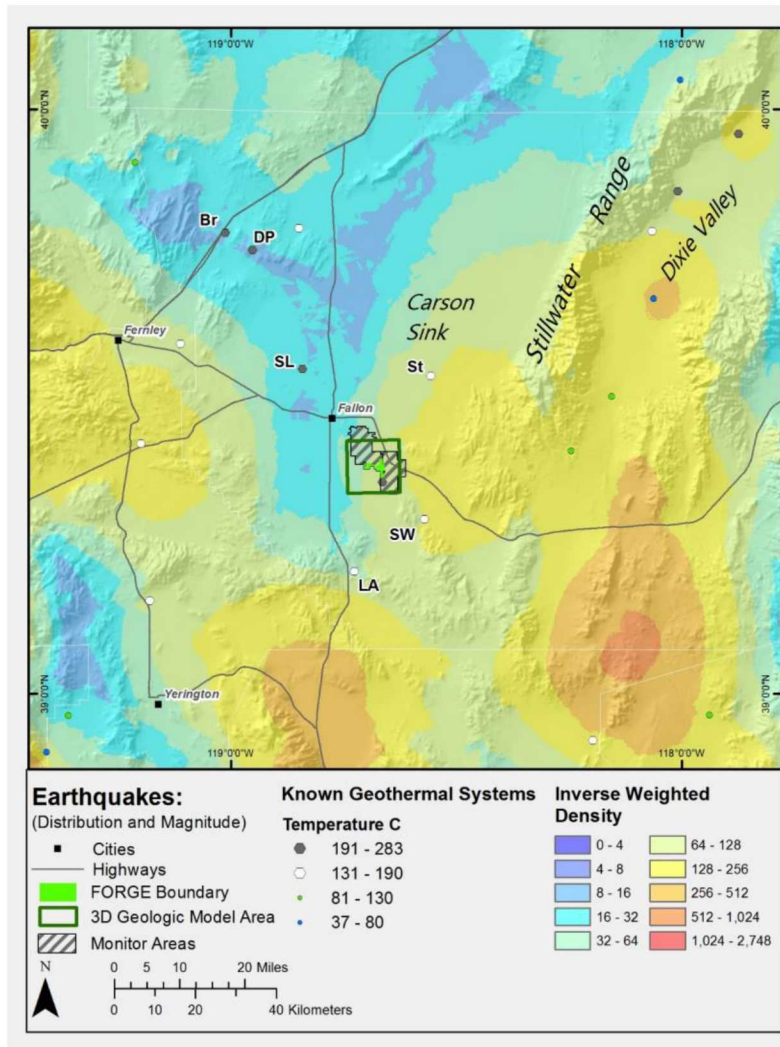 119°0'0"W
118°0'0"W
40°0'0"N
40°0'0"N
Br
DP
Stillwater Range
Dixie Valley
Carson
Sink
Fernley
SL
St
Fallon
SW
LA
39°0'0"N
39°0'0"N
Yerington
119°0'0"W
118°0'0"W
Earthquakes:
(Distribution and Magnitude)
Cities
Highways
FORGE Boundary
3D Geologic Model Area
Monitor Areas
N
0 5 10 20 Miles
0 10 20 40 Kilometers
Known Geothermal Systems
Temperature C
191 - 283
131 - 190
81 - 130
37 - 80
Inverse Weighted
Density
0 - 4
4 - 8
8 - 16
16 - 32
32 - 64
64 - 128
128 - 256
256 - 512
512 - 1,024
1,024 - 2,748